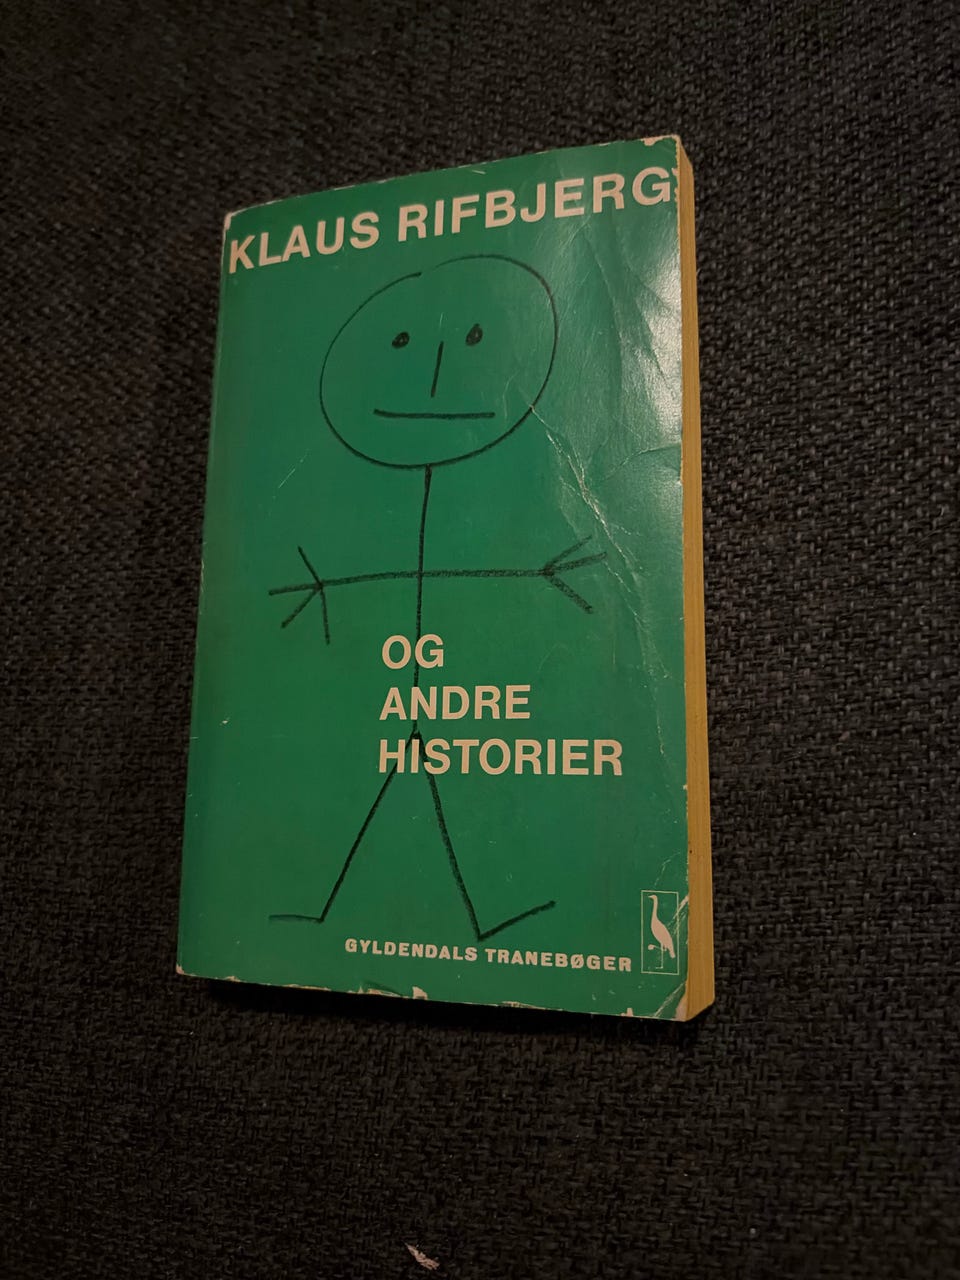 KLAUS RIFBJERG
OG
ANDRE
HISTORIER
GYLDENDALS TRANEBØGER